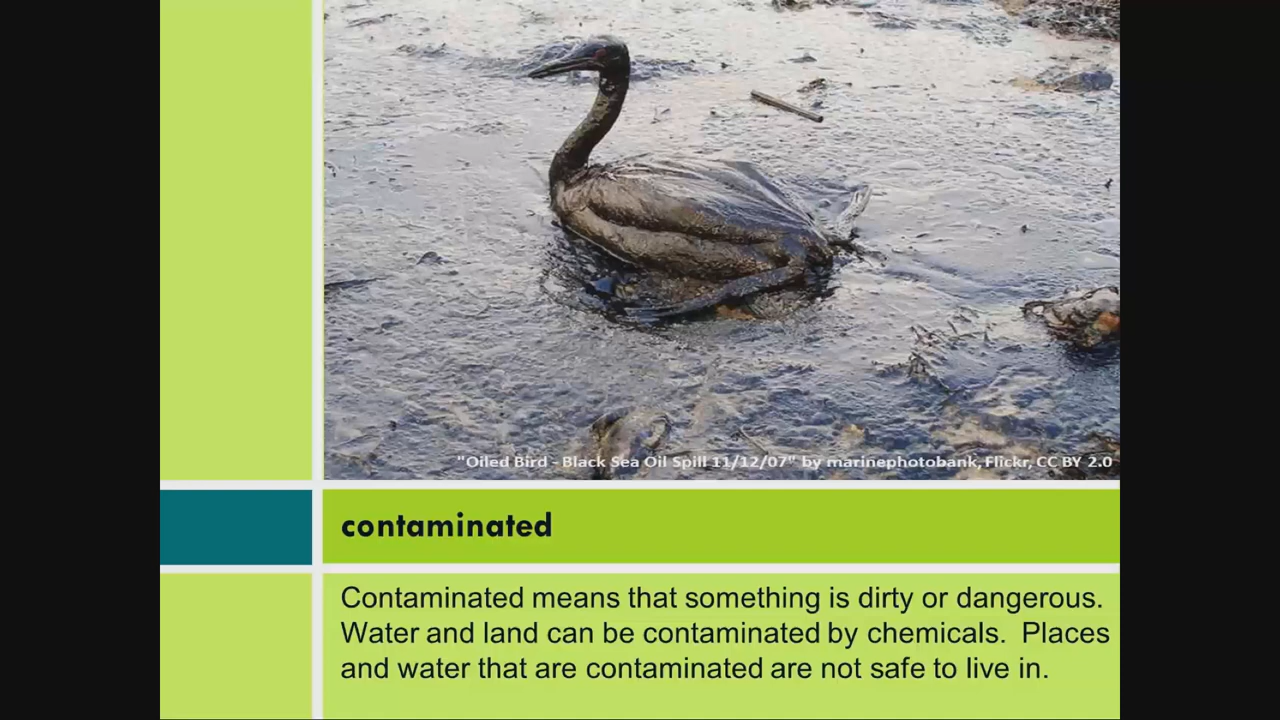 "Oiled Bird - Black Sea Oil Spill 11/12/07" by marinephotobank, Flickr, CC BY 2.0
contaminated
Contaminated means that something is dirty or dangerous.
Water and land can be contaminated by chemicals.  Places
and water that are contaminated are not safe to live in.